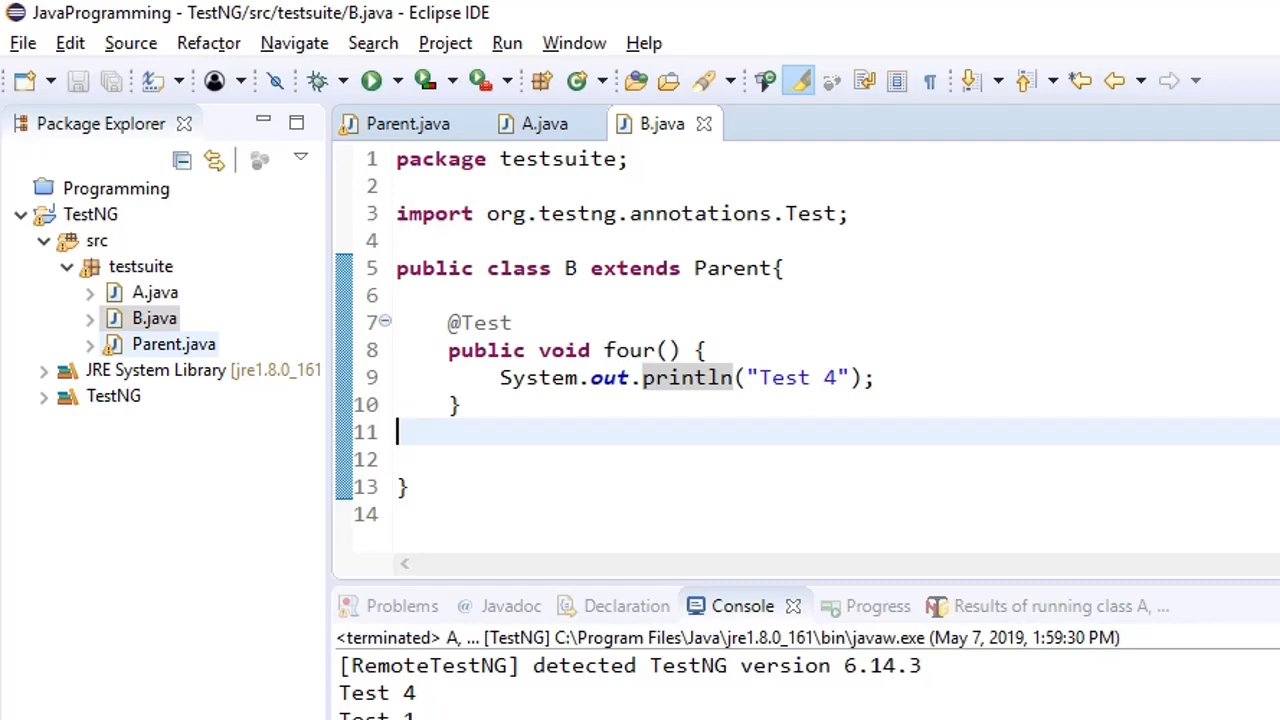 JavaProgramming - TestNG/src/testsuite/B.java - Eclipse IDE
File Edit Source Refactor Navigate Search Project Run Window Help
Package Explorer
Programming
TestNG
src
testsuite
A.java
B.java
Parent.java
JRE System Library [jre1.8.0_161
TestNG
Parent.java A.java B.java
1 package testsuite;
2
3 import org.testng.annotations.Test;
4
5 public class B extends Parent{
6
7 @Test
8 public void four() {
9 System.out.println("Test 4");
10 }
11
12
13 }
14
Problems @ Javadoc Declaration Console Progress Results of running class A, ...
<terminated> A, ... [TestNG] C:\Program Files\Java\jre1.8.0_161\bin\javaw.exe (May 7, 2019, 1:59:30 PM)
[RemoteTestNG] detected TestNG version 6.14.3
Test 4
Test 1